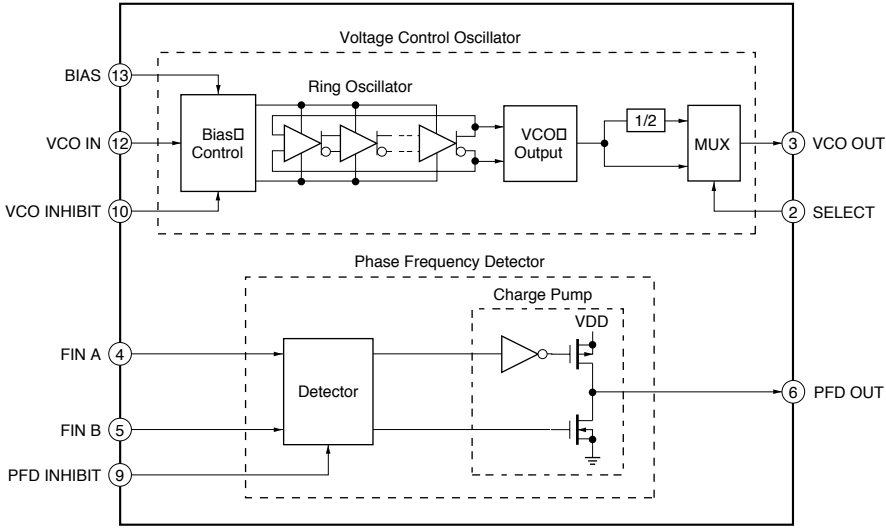 Voltage Control Oscillator
BIAS 13
Ring Oscillator
VCO IN 12
Bias□
Control
VCO□
Output
1/2
MUX
3 VCO OUT
VCO INHIBIT 10
2 SELECT
Phase Frequency Detector
Charge Pump
VDD
FIN A 4
Detector
6 PFD OUT
FIN B 5
PFD INHIBIT 9